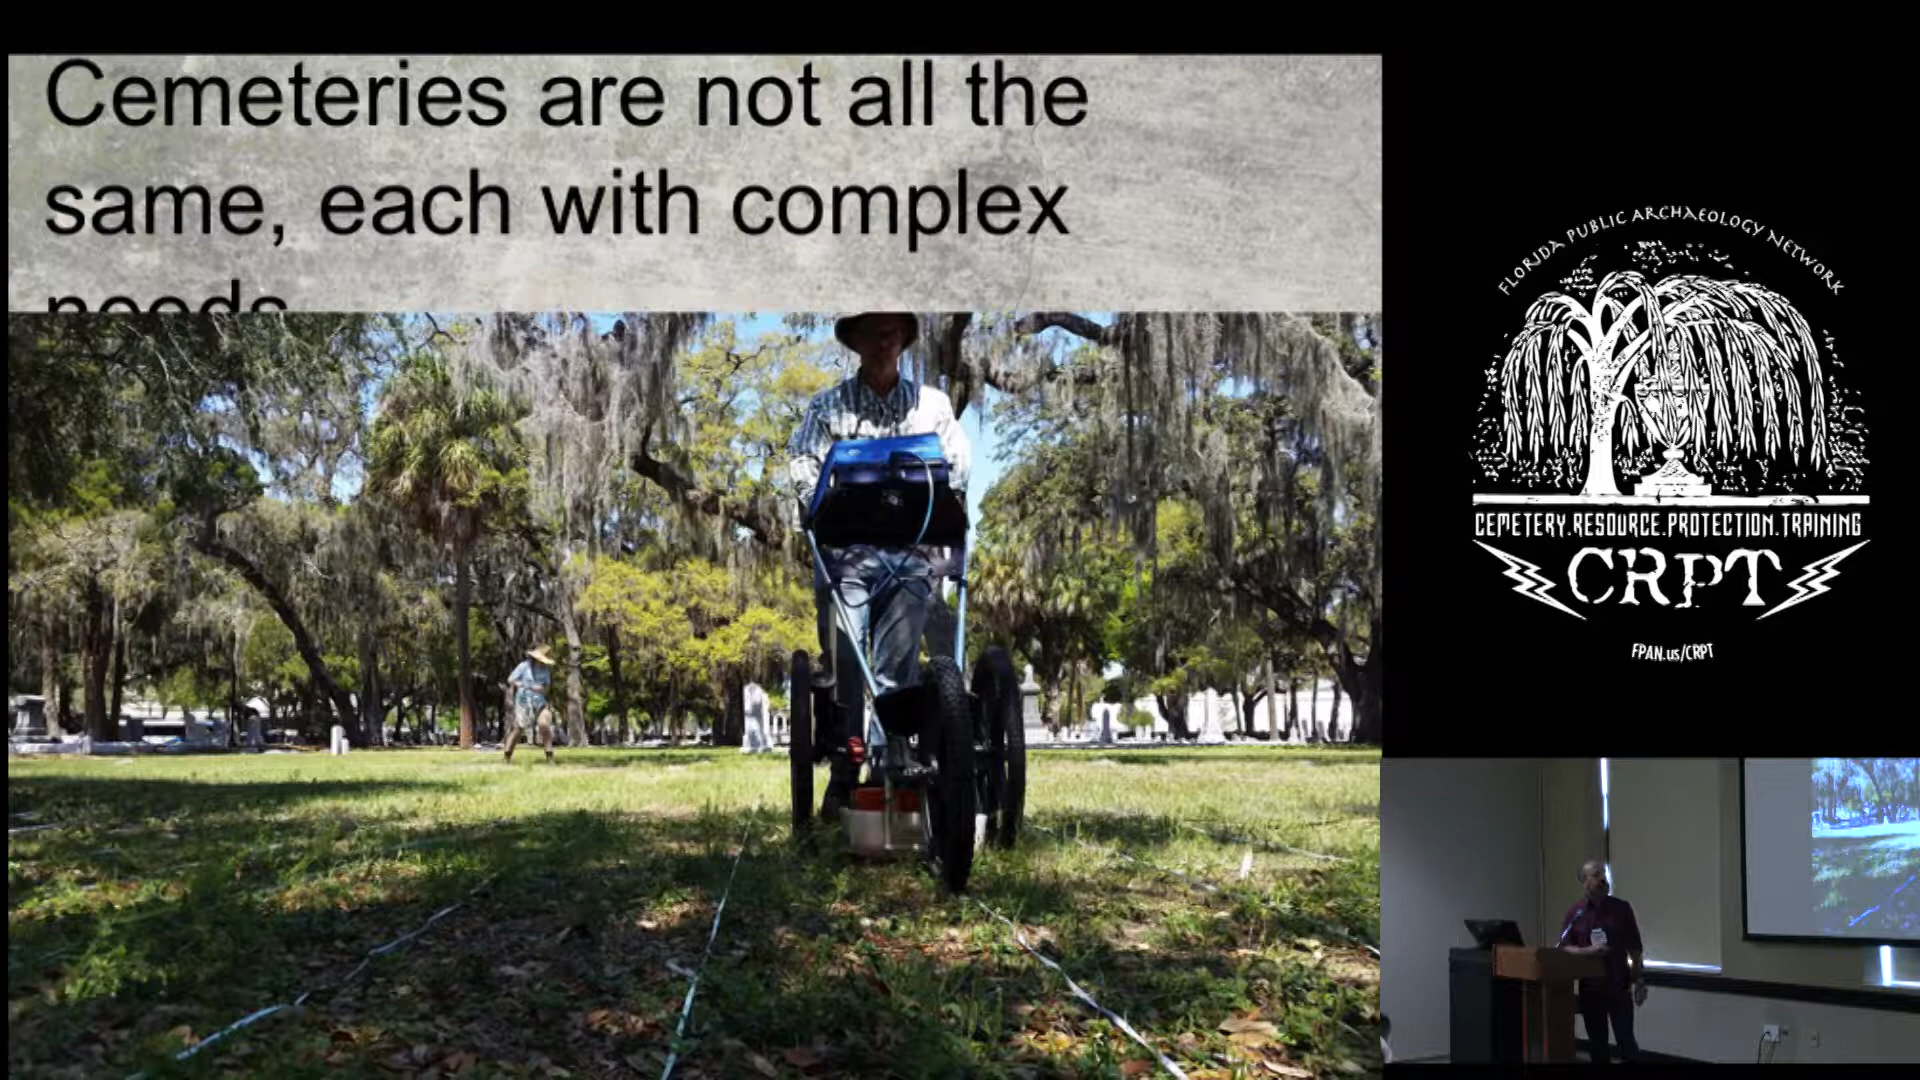 Cemeteries are not all the
same, each with complex
needs
FLORIDA PUBLIC ARCHAEOLOGY NETWORK
CEMETERY.RESOURCE.PROTECTION.TRAINING
CRPT
FPAN.us/CRPT